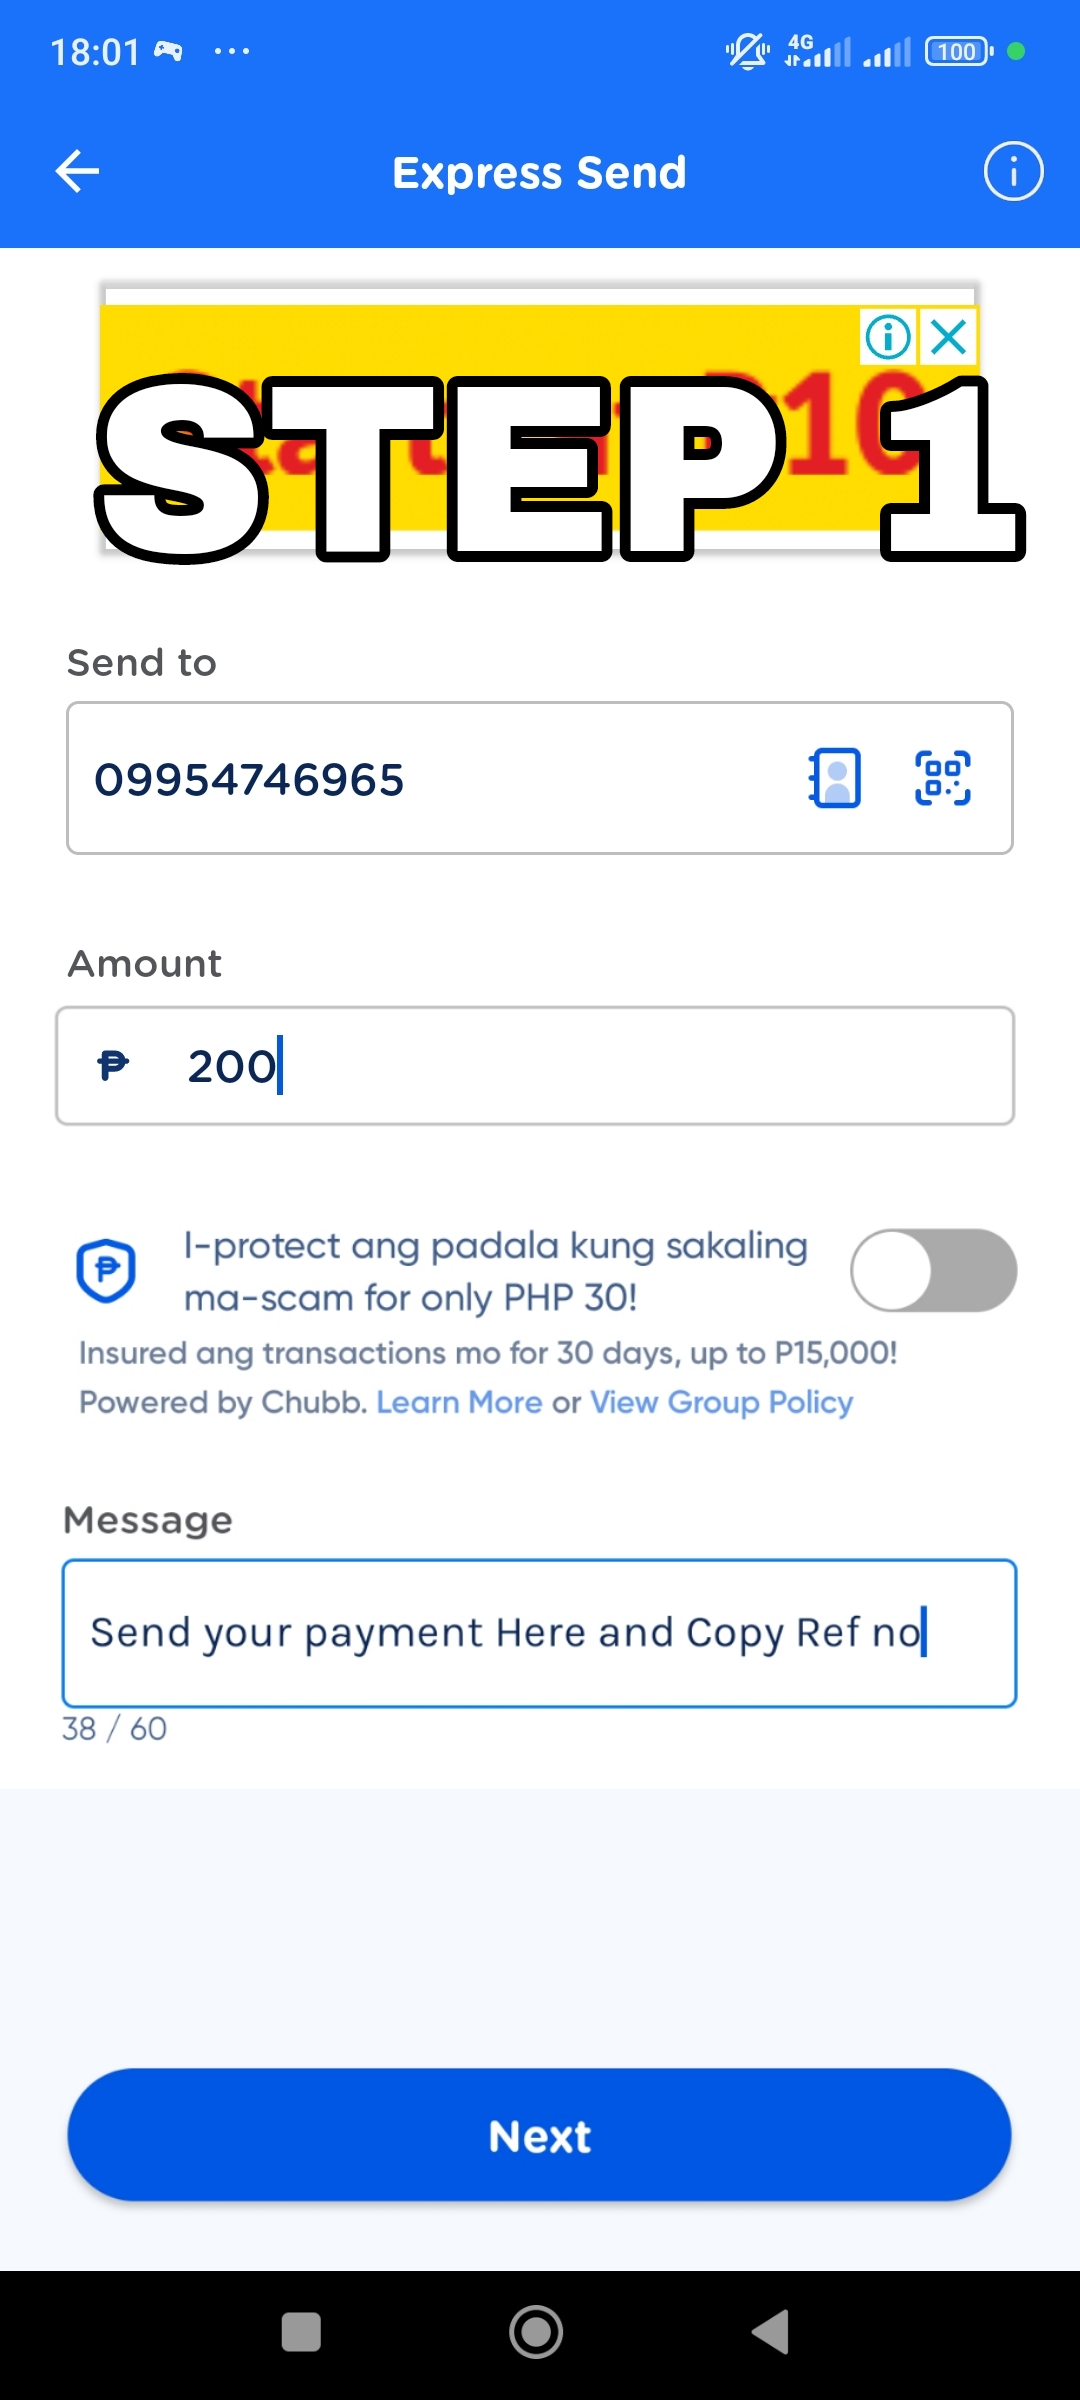 18:01
4G
100
Express Send
STEP 1
Send to
09954746965
Amount
₱ 200
I-protect ang padala kung sakaling
ma-scam for only PHP 30!
Insured ang transactions mo for 30 days, up to P15,000!
Powered by Chubb. Learn More or View Group Policy
Message
Send your payment Here and Copy Ref no
38 / 60
Next